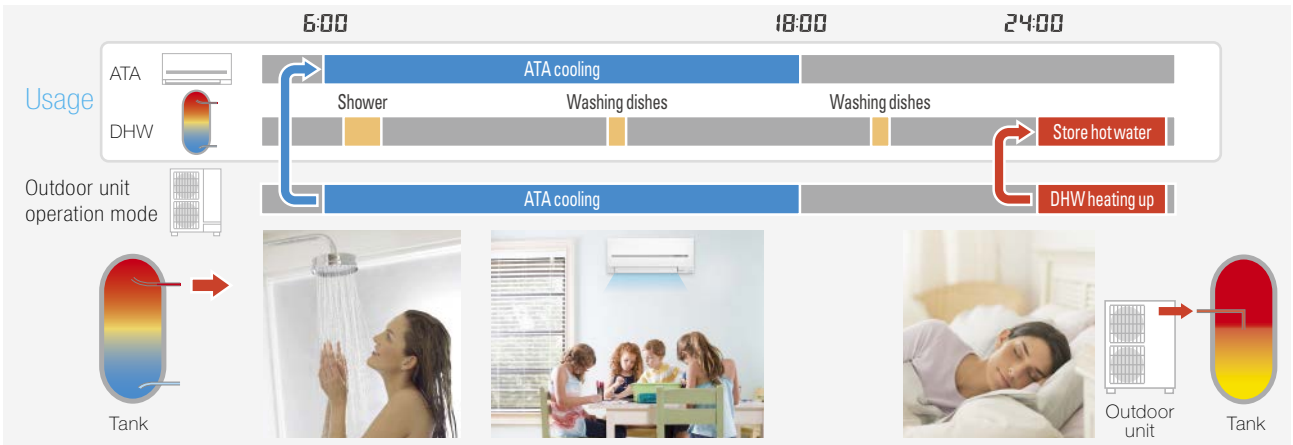 6:00 18:00 24:00
Usage
ATA
ATA cooling
Shower Washing dishes Washing dishes
DHW
Store hot water
Outdoor unit
operation mode
ATA cooling
DHW heating up
Tank
Outdoor
unit
Tank